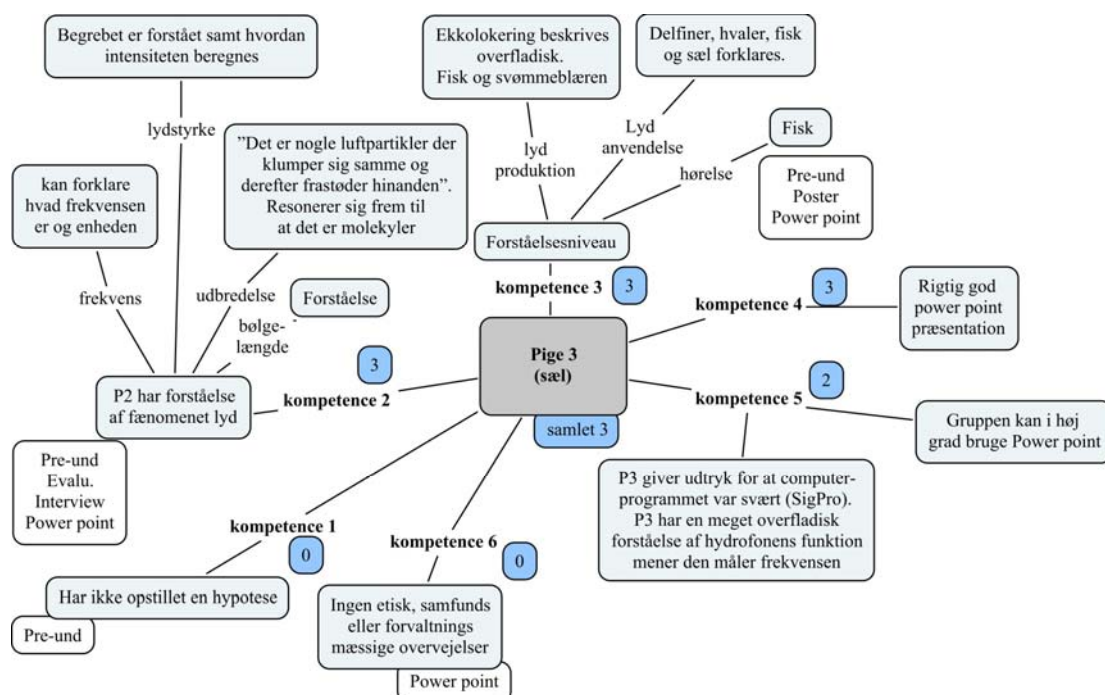 Begrebet er forstået samt hvordan
intensiteten beregnes
Ekkolokering beskrives
overfladisk.
Fisk og svømmeblæren
Delfiner, hvaler, fisk
og sæl forklares.
lydstyrke
”Det er nogle luftpartikler der
klumper sig samme og
derefter frastøder hinanden”.
Resonerer sig frem til
at det er molekyler
lyd
produktion
Lyd
anvendelse
Fisk
hørelse
kan forklare
hvad frekvensen
er og enheden
Pre-und
Poster
Power point
Forståelsesniveau
frekvens
udbredelse
Forståelse
bølge-
længde
kompetence 3
3
kompetence 4
3
Rigtig god
power point
præsentation
Pige 3
(sæl)
samlet 3
3
kompetence 2
P2 har forståelse
af fænomenet lyd
Pre-und
Evalu.
Interview
Power point
2
kompetence 5
Gruppen kan i høj
grad bruge Power point
P3 giver udtryk for at computer-
programmet var svært (SigPro).
P3 har en meget overfladisk
forståelse af hydrofonens funktion
mener den måler frekvensen
kompetence 1
0
Har ikke opstillet en hypotese
Pre-und
kompetence 6
0
Ingen etisk, samfunds
eller forvaltnings
mæssige overvejelser
Power point